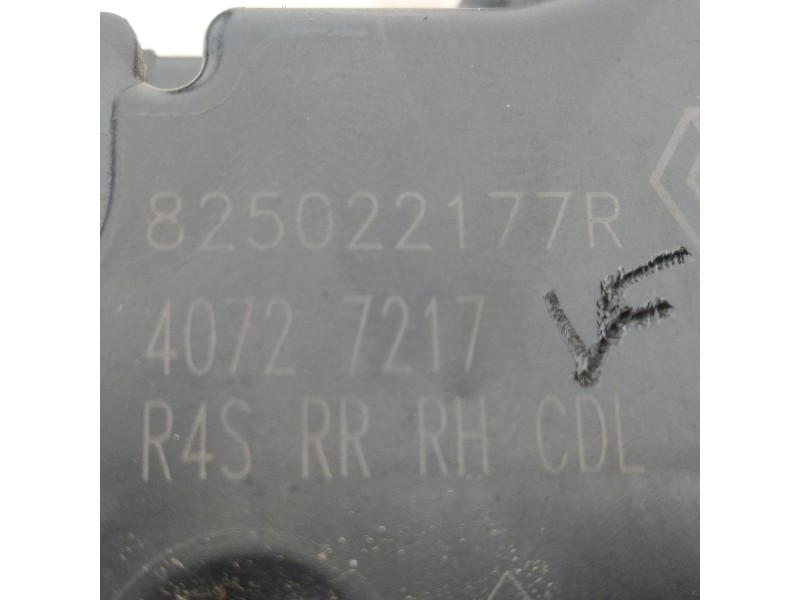 825022177R
4072 7217
R4S RR RH CDL
VF